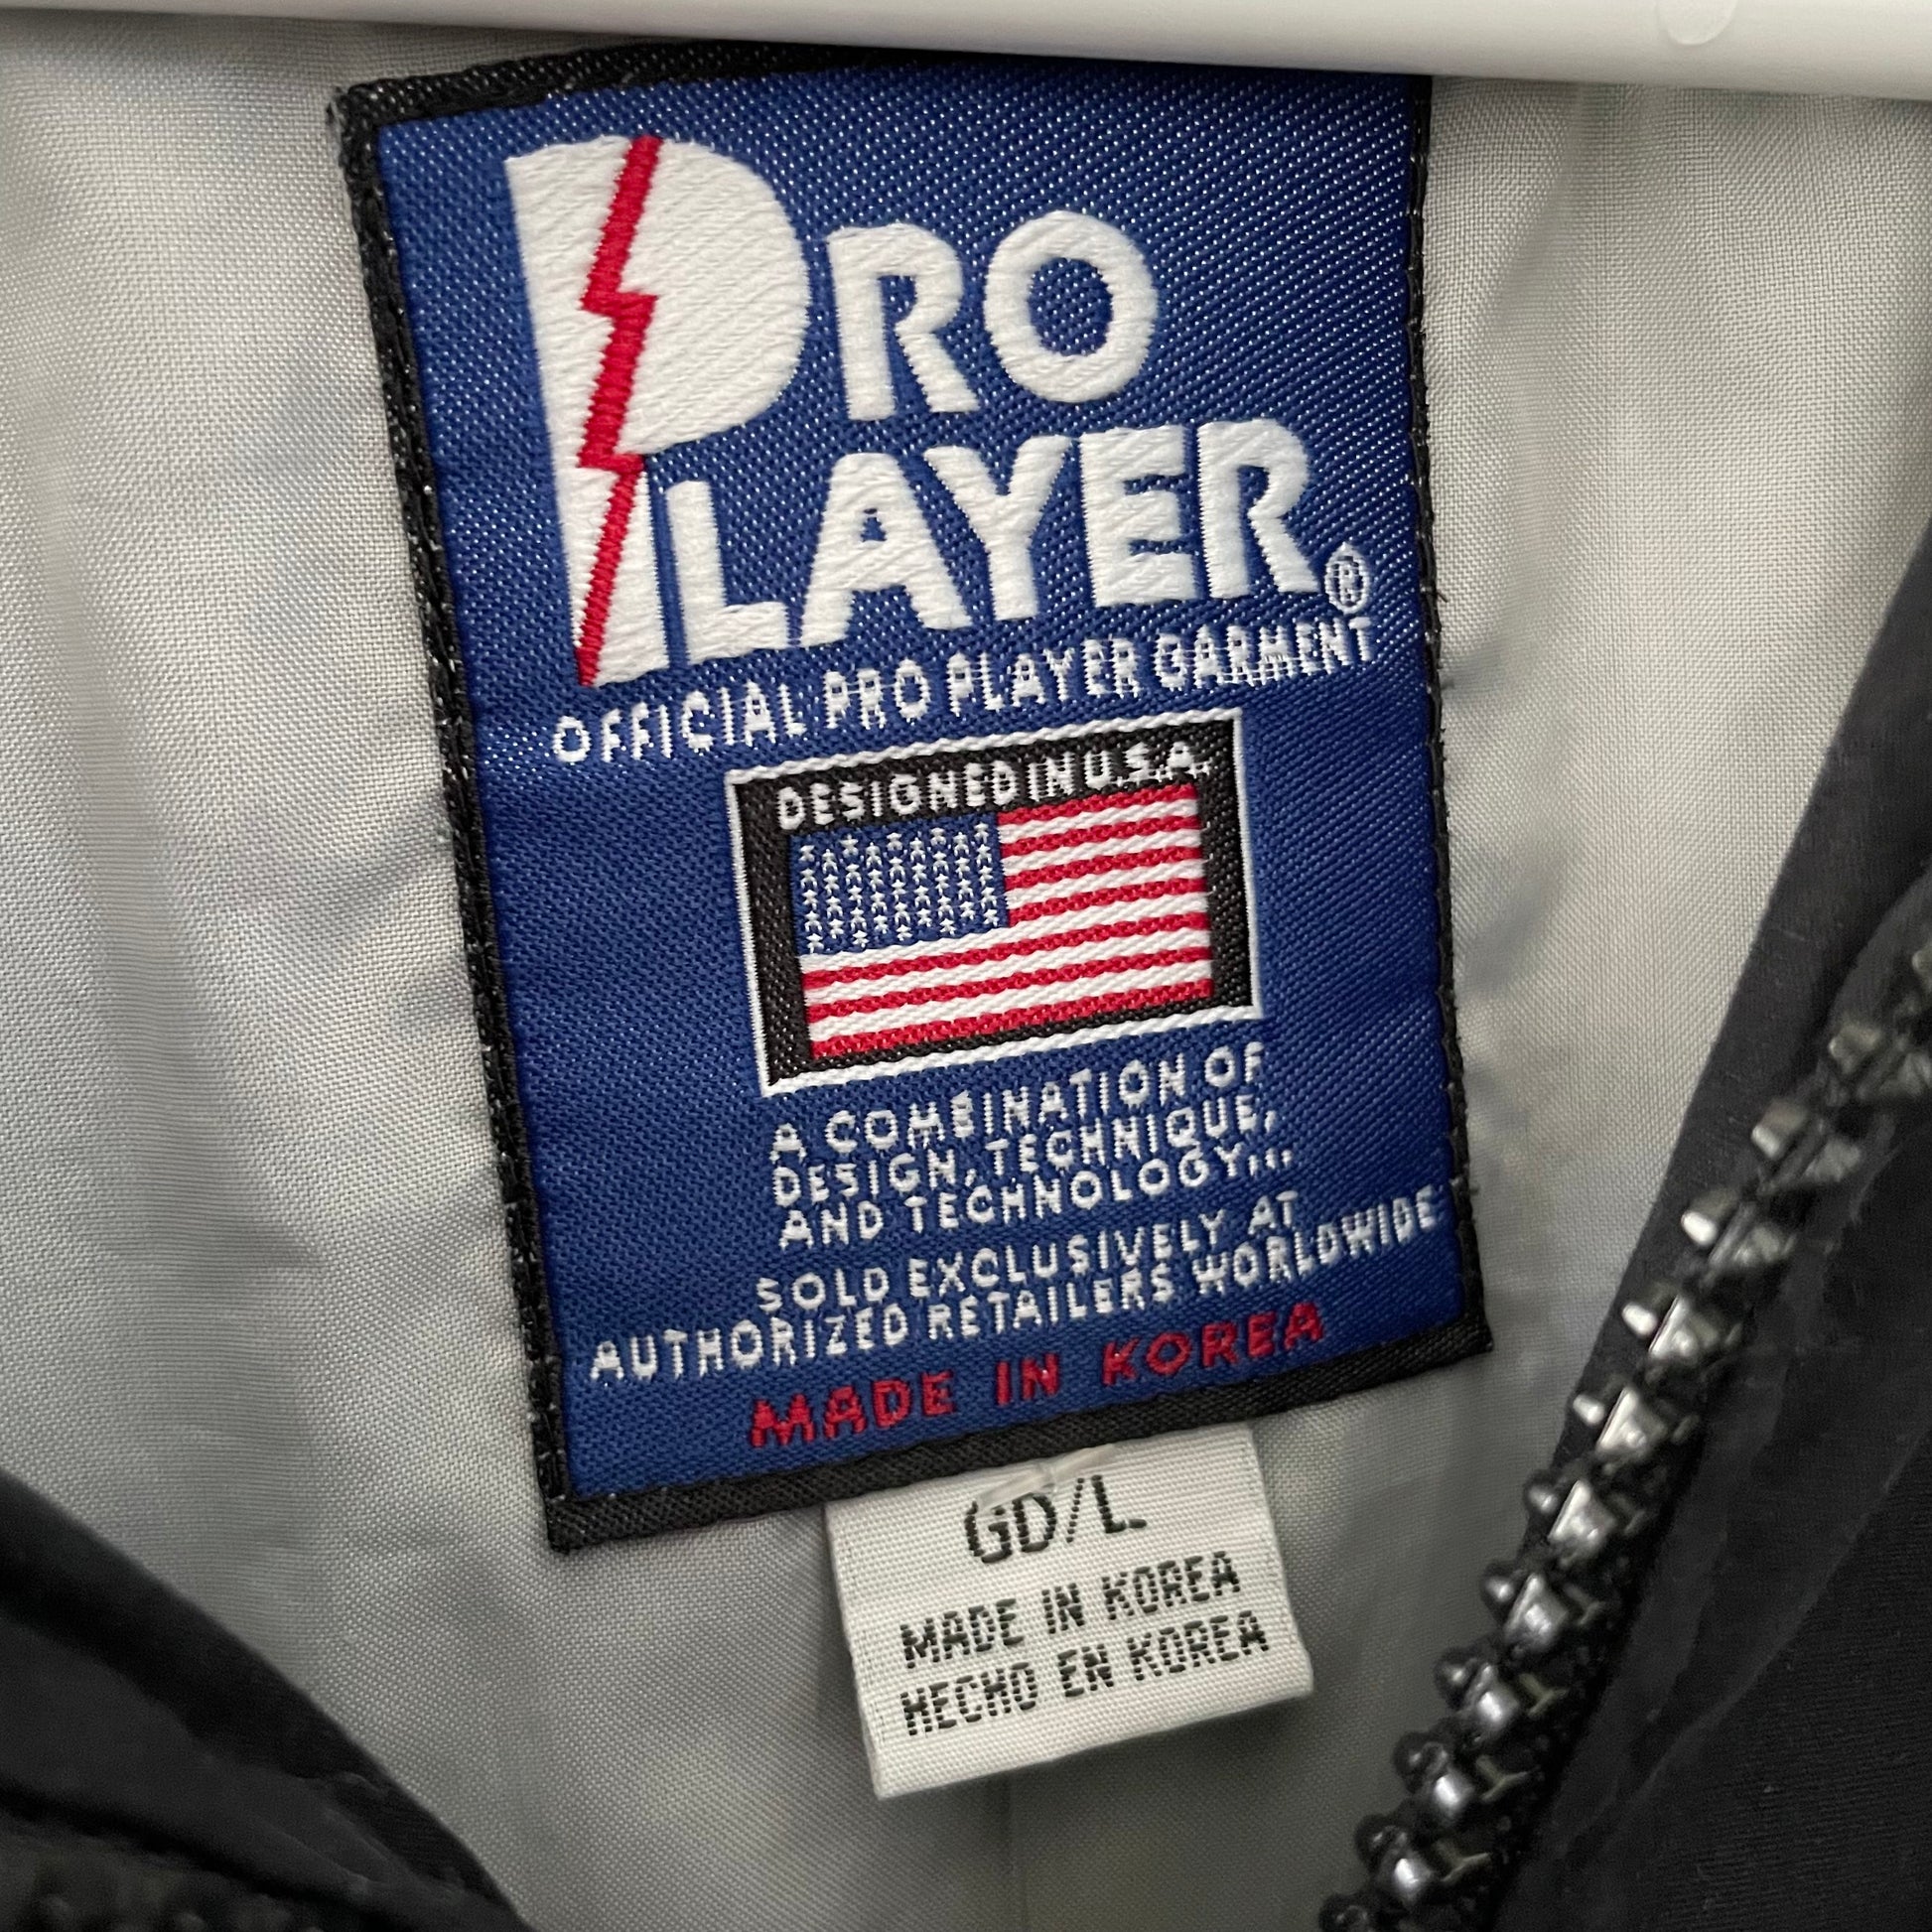 PRO
PLAYER®
OFFICIAL PRO PLAYER GARMENT
DESIGNED IN U.S.A.
A COMBINATION OF
DESIGN, TECHNIQUE,
AND TECHNOLOGY...
SOLD EXCLUSIVELY AT
AUTHORIZED RETAILERS WORLDWIDE
MADE IN KOREA
GD/L
MADE IN KOREA
HECHO EN KOREA